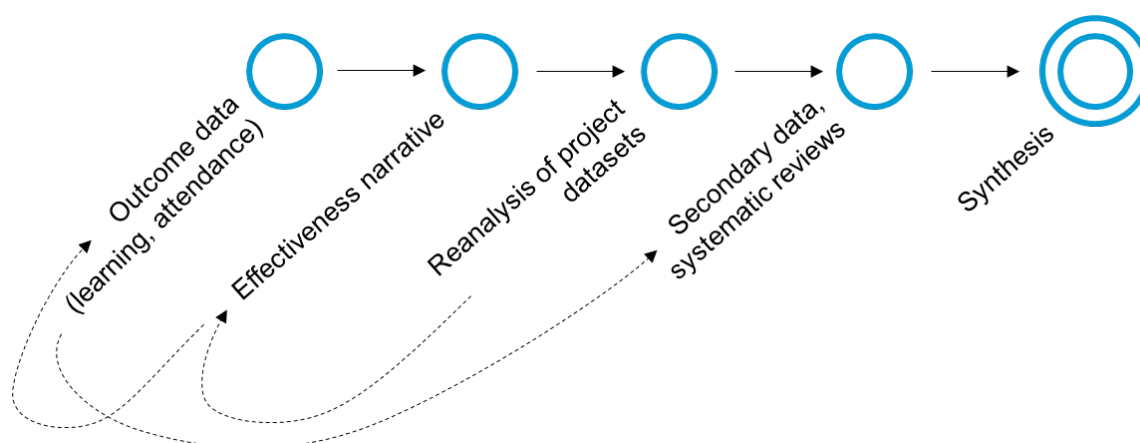 Outcome data
(learning, attendance)
Effectiveness narrative
Reanalysis of project
datasets
Secondary data,
systematic reviews
Synthesis